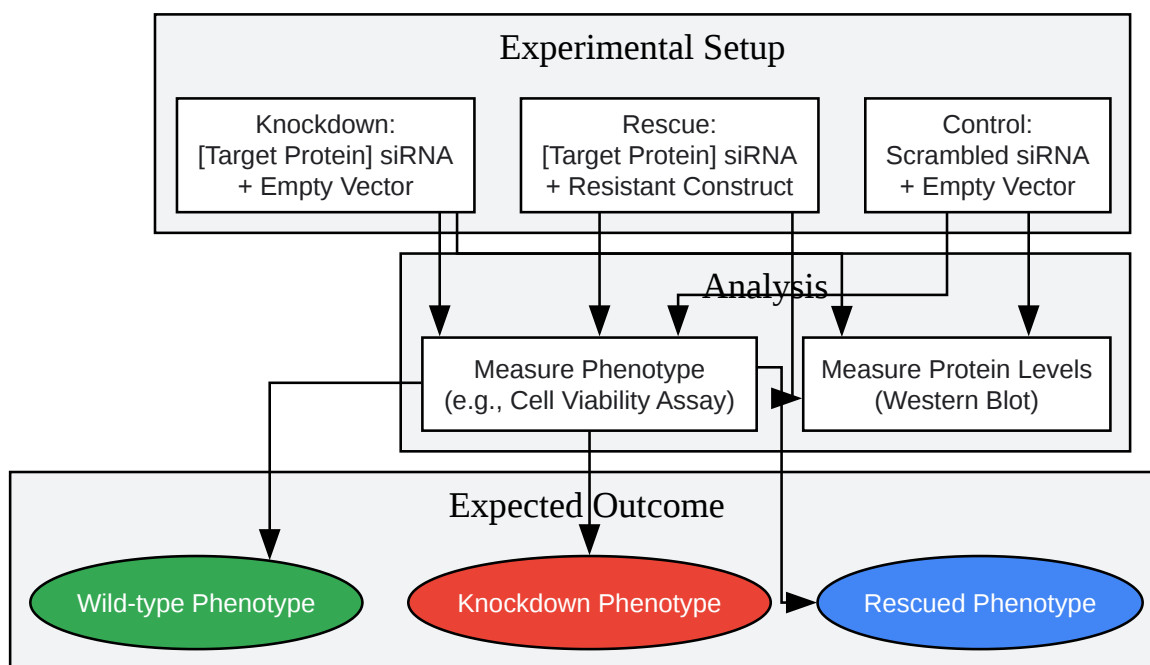 Experimental Setup
Knockdown:
[Target Protein] siRNA
+ Empty Vector
Rescue:
[Target Protein] siRNA
+ Resistant Construct
Control:
Scrambled siRNA
+ Empty Vector
Analysis
Measure Phenotype
(e.g., Cell Viability Assay)
Measure Protein Levels
(Western Blot)
Expected Outcome
Wild-type Phenotype
Knockdown Phenotype
Rescued Phenotype